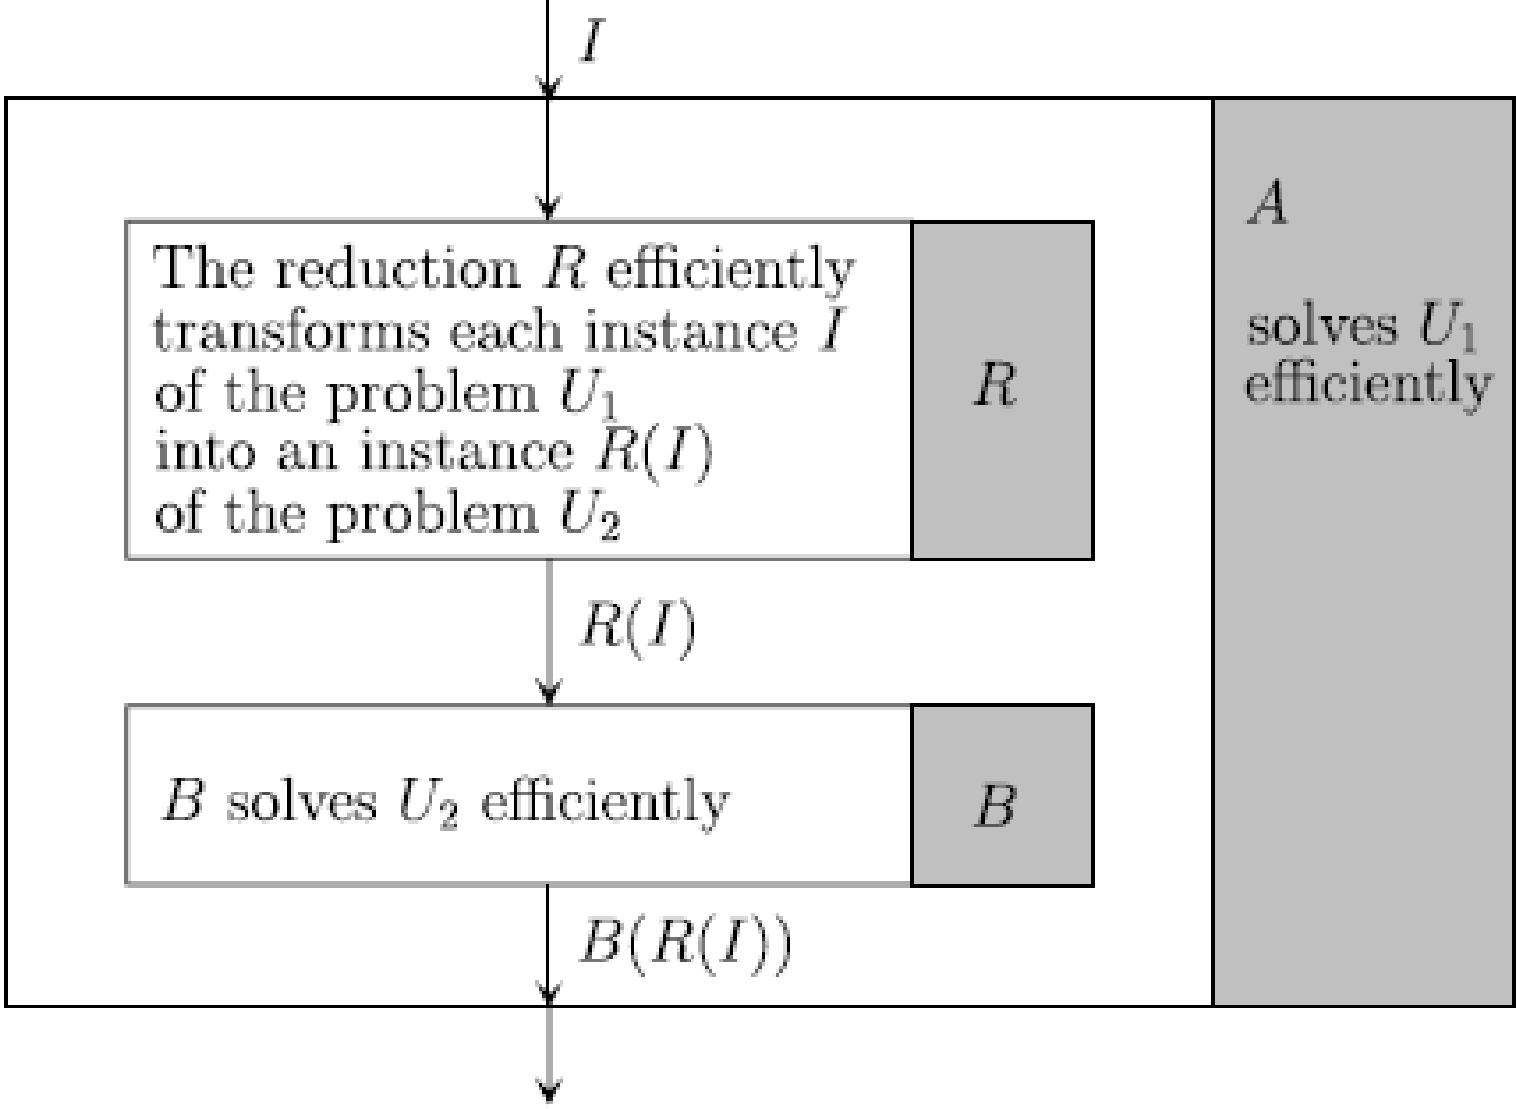 I
The reduction R efficiently
transforms each instance I
of the problem U₁
into an instance R(I)
of the problem U₂
R
R(I)
B solves U₂ efficiently
B
B(R(I))
A
solves U₁
efficiently